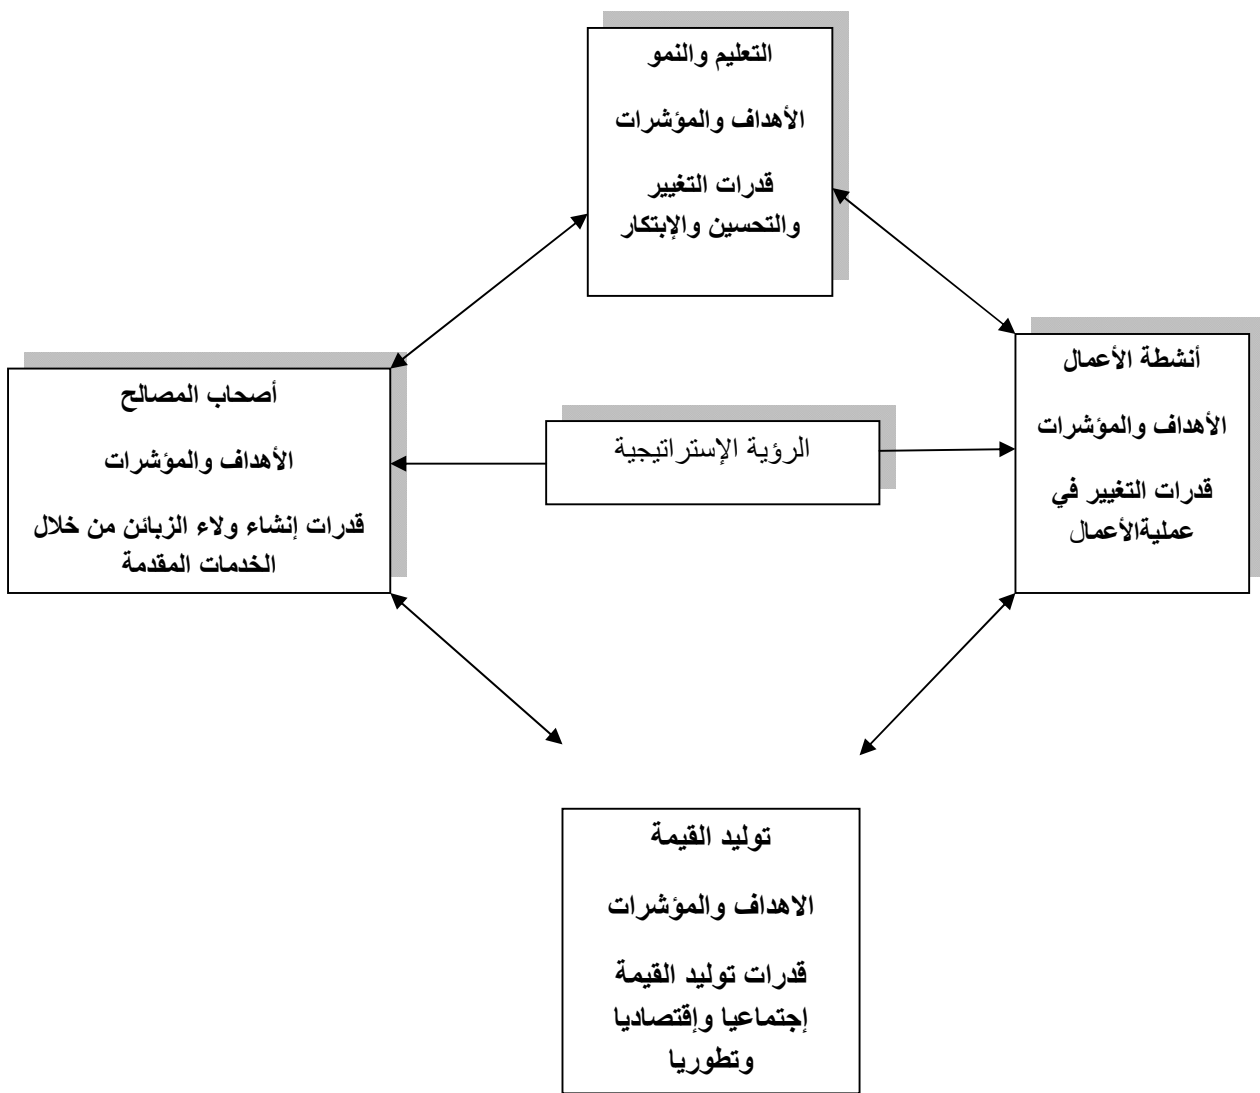 التعليم والنمو
الأهداف والمؤشرات
قدرات التغيير
والتحسين والإبتكار
أنشطة الأعمال
الأهداف والمؤشرات
قدرات التغيير في
عمليةالأعمال
الرؤية الإستراتيجية
أصحاب المصالح
الأهداف والمؤشرات
قدرات إنشاء ولاء الزبائن من خلال
الخدمات المقدمة
توليد القيمة
الاهداف والمؤشرات
قدرات توليد القيمة
إجتماعيا وإقتصاديا
وتطوريا